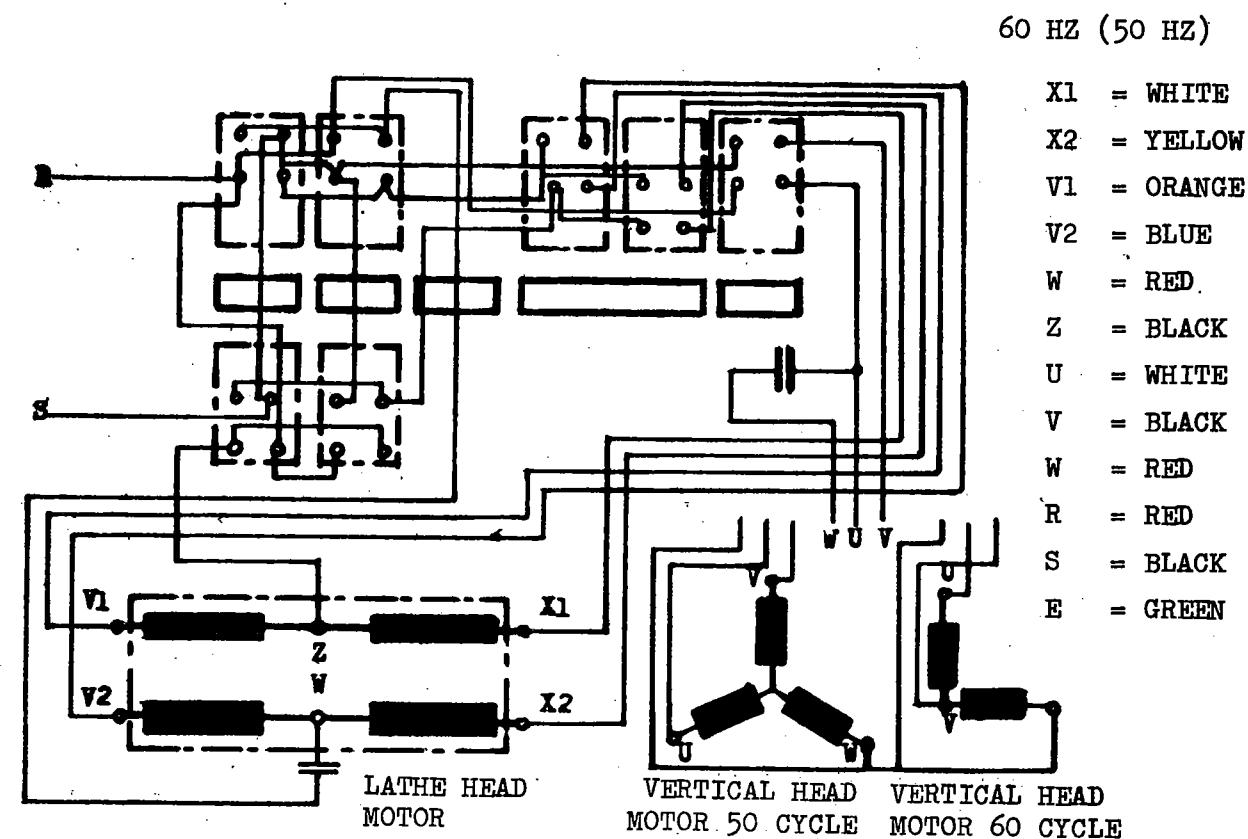 60 HZ (50 HZ)
X1 = WHITE
X2 = YELLOW
V1 = ORANGE
V2 = BLUE
W = RED
Z = BLACK
U = WHITE
V = BLACK
W = RED
R = RED
S = BLACK
E = GREEN
R
S
W U V
V1
X1
Z
W
V2
X2
LATHE HEAD
MOTOR
V
U
W
VERTICAL HEAD
MOTOR 50 CYCLE
U
V
VERTICAL HEAD
MOTOR 60 CYCLE